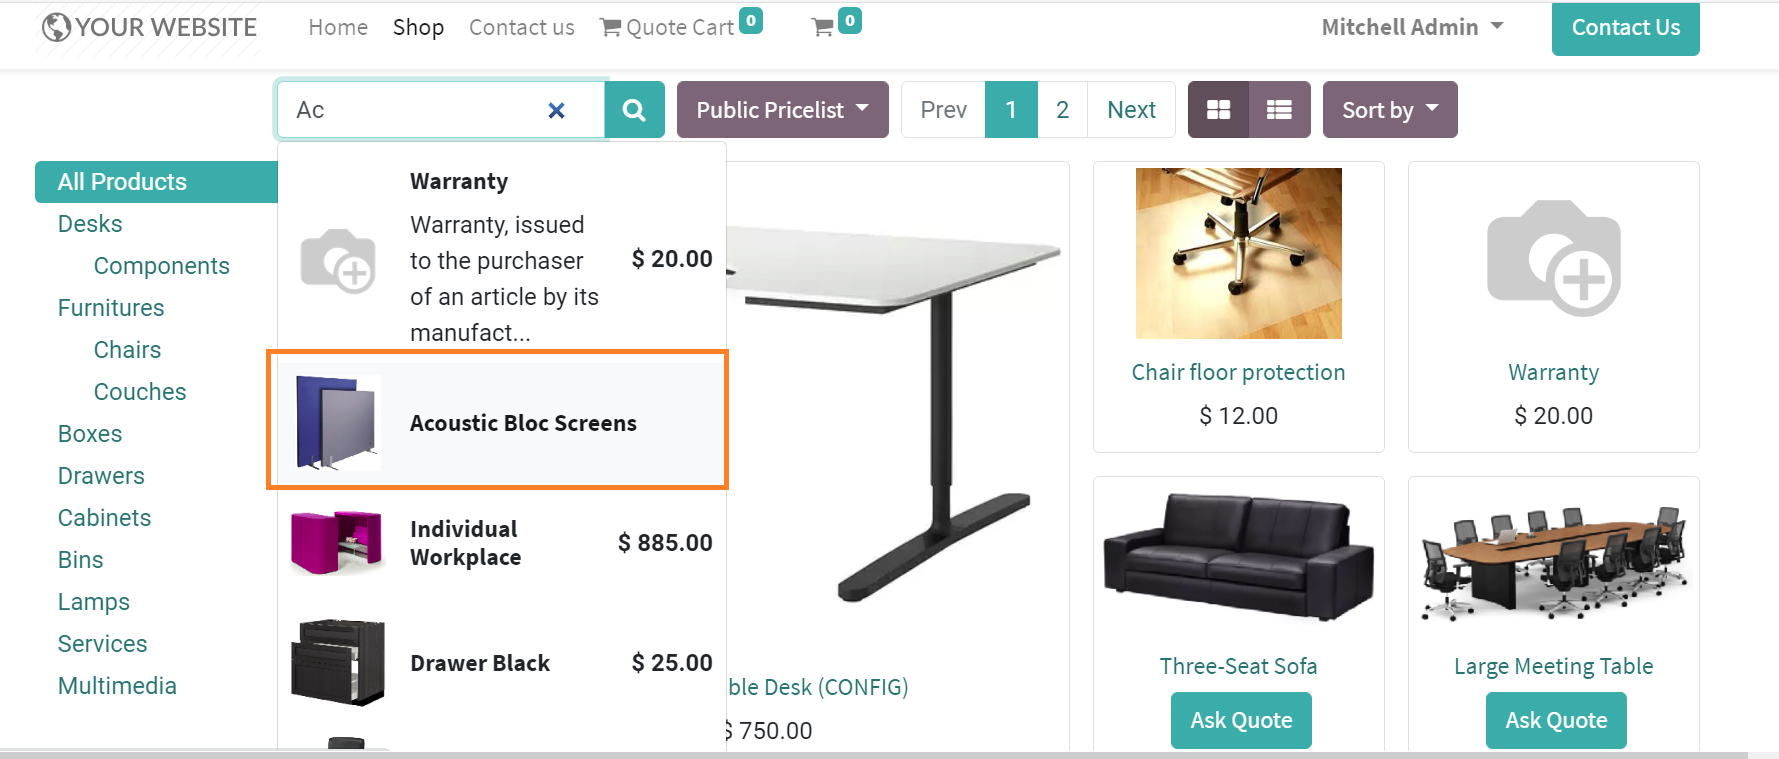 YOUR WEBSITE
Home
Shop
Contact us
Quote Cart 0
0
Mitchell Admin
Contact Us
Ac
Public Pricelist
Prev
1
2
Next
Sort by
All Products
Desks
Components
Furnitures
Chairs
Couches
Boxes
Drawers
Cabinets
Bins
Lamps
Services
Multimedia
Warranty
Warranty, issued
to the purchaser
of an article by its
manufact...
$ 20.00
Acoustic Bloc Screens
Individual
Workplace
$ 885.00
Drawer Black
$ 25.00
ble Desk (CONFIG)
$ 750.00
Chair floor protection
$ 12.00
Warranty
$ 20.00
Three-Seat Sofa
Ask Quote
Large Meeting Table
Ask Quote